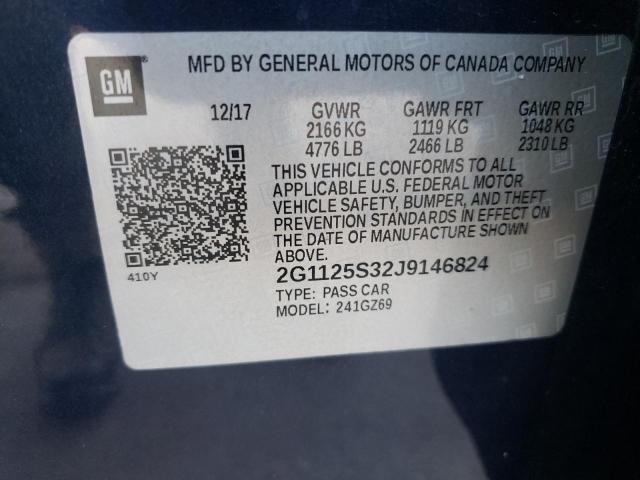 GM
MFD BY GENERAL MOTORS OF CANADA COMPANY
12/17 GVWR GAWR FRT GAWR RR
2166 KG 1119 KG 1048 KG
4776 LB 2466 LB 2310 LB
THIS VEHICLE CONFORMS TO ALL
APPLICABLE U.S. FEDERAL MOTOR
VEHICLE SAFETY, BUMPER, AND THEFT
PREVENTION STANDARDS IN EFFECT ON
THE DATE OF MANUFACTURE SHOWN
ABOVE.
410Y
2G1125S32J9146824
TYPE: PASS CAR
MODEL: 241GZ69